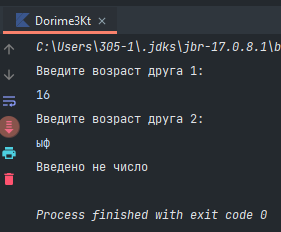 Dorime3Kt
C:\Users\305-1\.jdks\jbr-17.0.8.1\b
Введите возраст друга 1:
16
Введите возраст друга 2:
ыф
Введено не число
Process finished with exit code 0